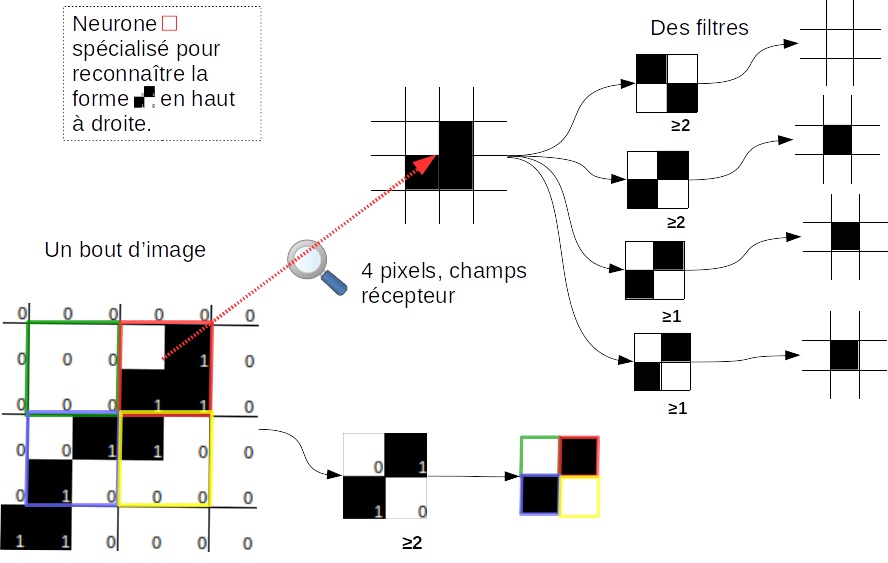 Neurone
spécialisé pour
reconnaître la
forme en haut
à droite.
Des filtres
≥2
≥2
≥1
≥1
4 pixels, champs
récepteur
Un bout d'image
0 0 0 0 0 0
0 0 0 1 0
0 0 0 1 1 0
0 0 1 1 0 0
0 1 0 0 0 0
1 1 0 0 0 0
0 1
1 0
≥2